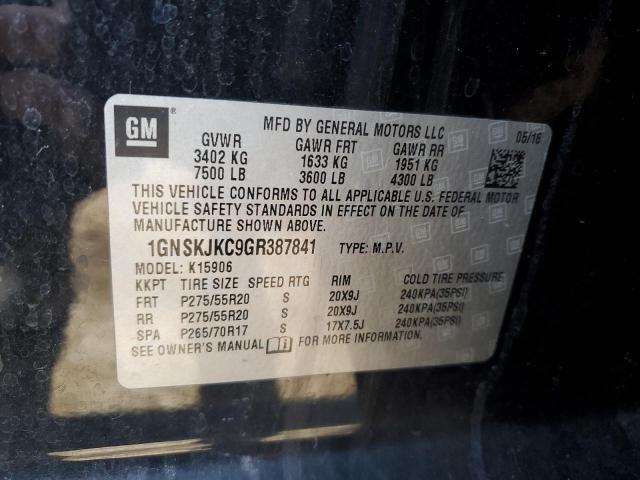 GM®
MFD BY GENERAL MOTORS LLC
05/16
GVWR GAWR FRT GAWR RR
3402 KG 1633 KG 1951 KG
7500 LB 3600 LB 4300 LB
THIS VEHICLE CONFORMS TO ALL APPLICABLE U.S. FEDERAL MOTOR
VEHICLE SAFETY STANDARDS IN EFFECT ON THE DATE OF
MANUFACTURE SHOWN ABOVE.
1GNSKJKC9GR387841 TYPE: M.P.V.
MODEL: K15906
KKPT TIRE SIZE SPEED RTG RIM COLD TIRE PRESSURE
FRT P275/55R20 S 20X9J 240KPA(35PSI)
RR P275/55R20 S 20X9J 240KPA(35PSI)
SPA P265/70R17 S 17X7.5J 240KPA(35PSI)
SEE OWNER'S MANUAL FOR MORE INFORMATION.